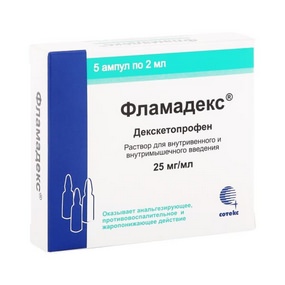 5 ампул по 2 мл
Фламадекс®
Декскетопрофен
Раствор для внутривенного и
внутримышечного введения
25 мг/мл
Оказывает анальгезирующее,
противовоспалительное и
жаропонижающее действие
СОТЕКС
Фламадекс®